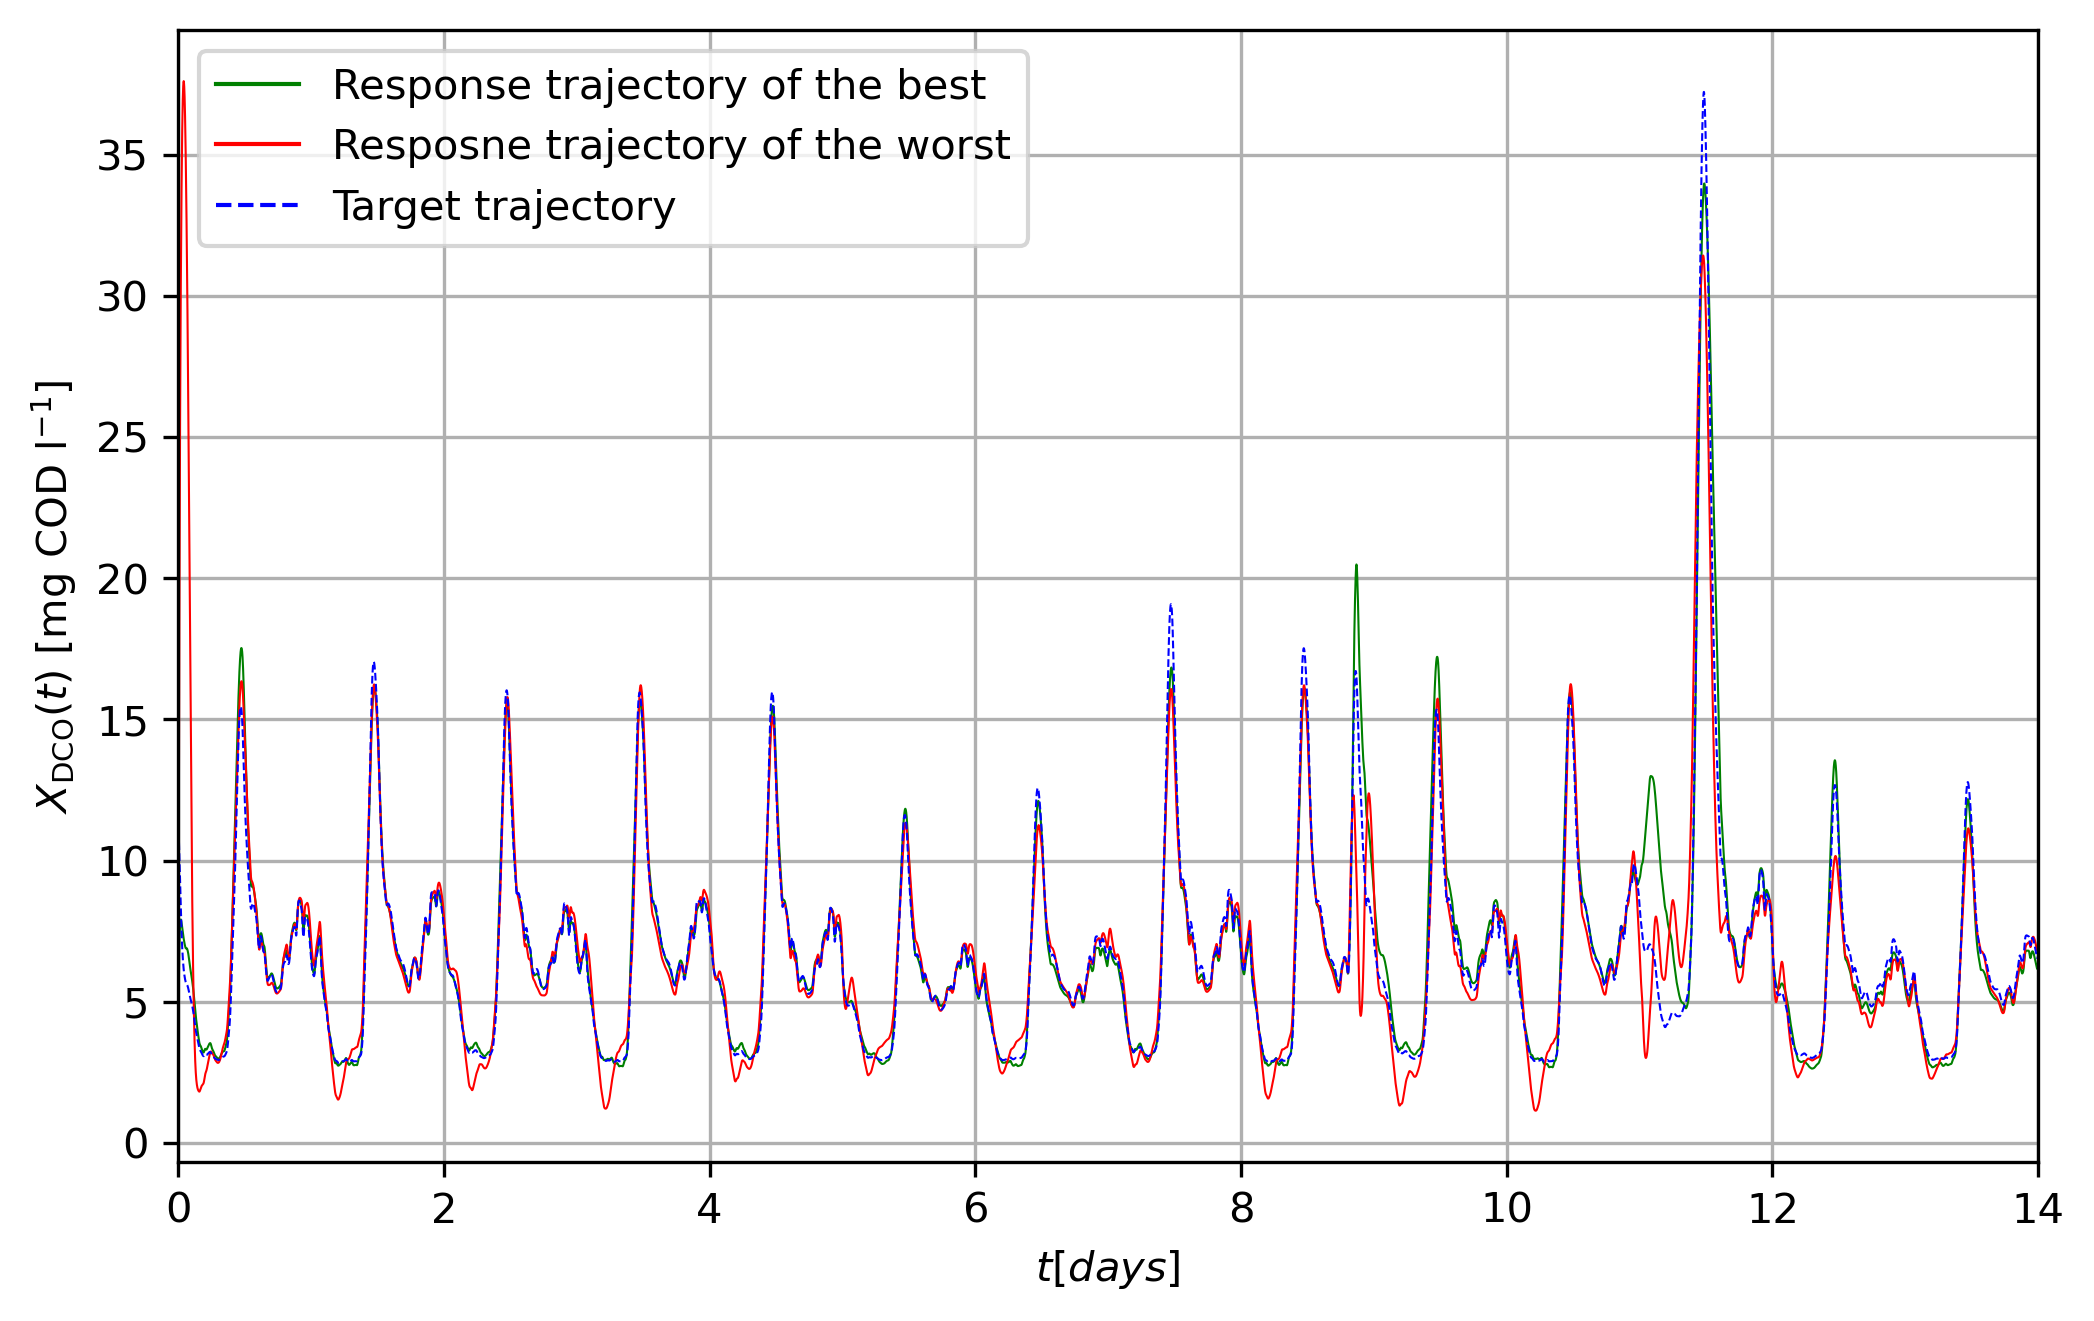 Response trajectory of the best
Resposne trajectory of the worst
Target trajectory
X_DCO(t) [mg COD l⁻¹]
35
30
25
20
15
10
5
0
0 2 4 6 8 10 12 14
t[days]